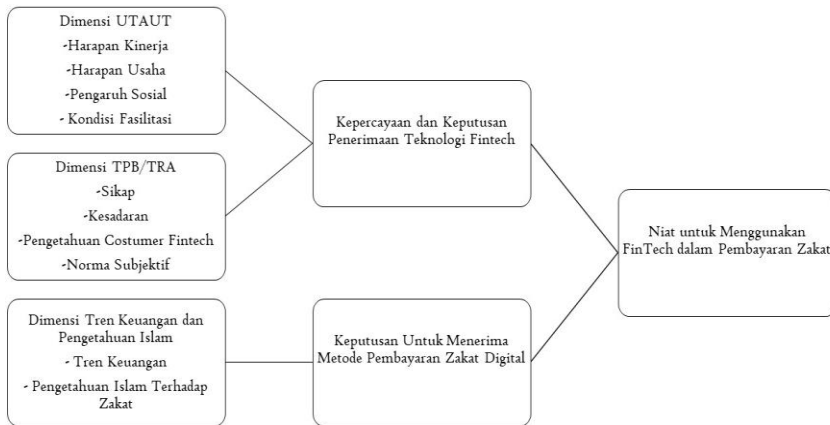 Dimensi UTAUT
-Harapan Kinerja
-Harapan Usaha
-Pengaruh Sosial
- Kondisi Fasilitasi
Dimensi TPB/TRA
-Sikap
-Kesadaran
-Pengetahuan Costumer Fintech
-Norma Subjektif
Dimensi Tren Keuangan dan
Pengetahuan Islam
- Tren Keuangan
- Pengetahuan Islam Terhadap
Zakat
Kepercayaan dan Keputusan
Penerimaan Teknologi Fintech
Keputusan Untuk Menerima
Metode Pembayaran Zakat Digital
Niat untuk Menggunakan
FinTech dalam Pembayaran Zakat